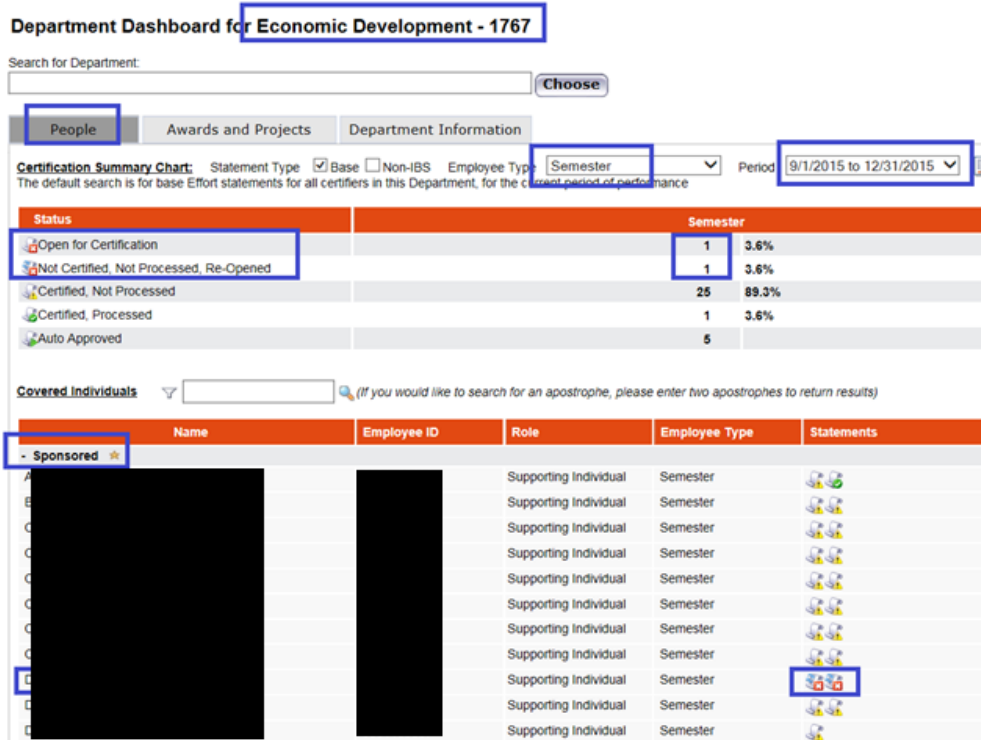 Department Dashboard for Economic Development - 1767
Search for Department:
Choose
People Awards and Projects Department Information
Certification Summary Chart: Statement Type Base Non-IBS Employee Type Semester Period 9/1/2015 to 12/31/2015
The default search is for base Effort statements for all certifiers in this Department, for the current period of performance
Status Semester
Open for Certification 1 3.6%
Not Certified, Not Processed, Re-Opened 1 3.6%
Certified, Not Processed 25 89.3%
Certified, Processed 1 3.6%
Auto Approved 5
Covered Individuals (If you would like to search for an apostrophe, please enter two apostrophes to return results)
Name Employee ID Role Employee Type Statements
- Sponsored
A Supporting Individual Semester
B Supporting Individual Semester
C Supporting Individual Semester
C Supporting Individual Semester
C Supporting Individual Semester
C Supporting Individual Semester
C Supporting Individual Semester
C Supporting Individual Semester
D Supporting Individual Semester
D Supporting Individual Semester
D Supporting Individual Semester